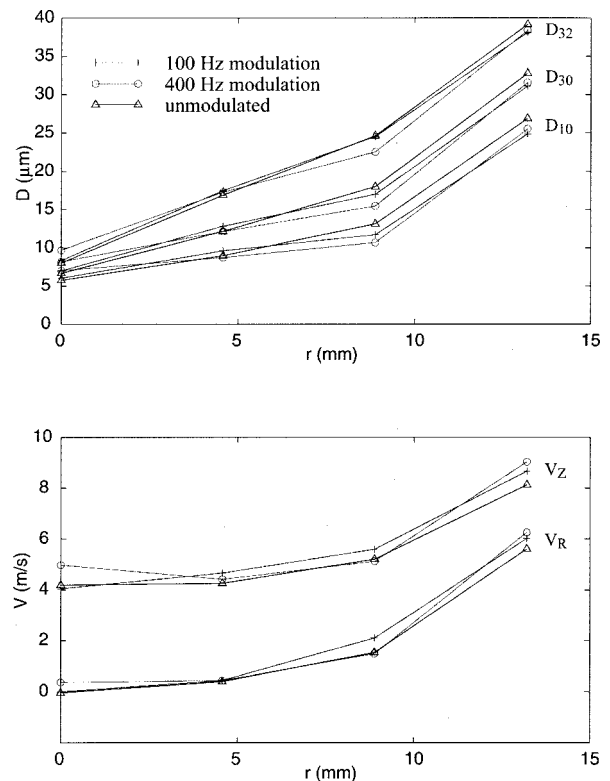 40
35
30
25
20
15
10
5
0
D (μm)
100 Hz modulation
400 Hz modulation
unmodulated
D32
D30
D10
0
5
10
15
r (mm)
10
8
6
4
2
0
V (m/s)
VZ
VR
0
5
10
15
r (mm)